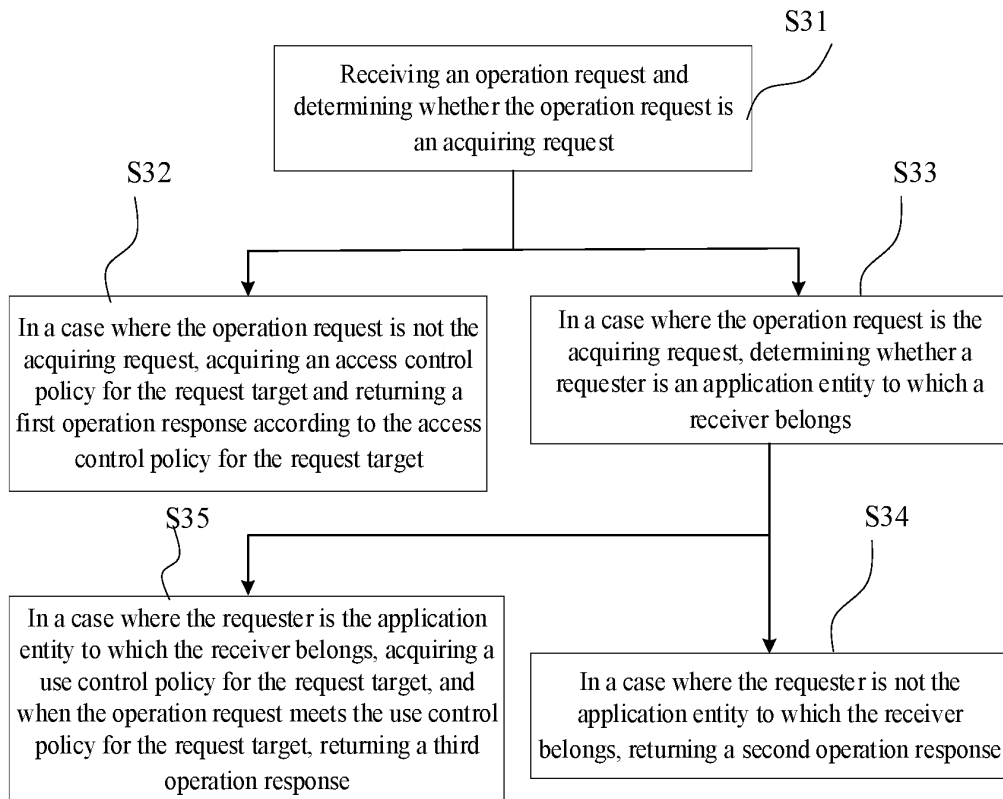 S31
Receiving an operation request and
determining whether the operation request is
an acquiring request
S32
S33
In a case where the operation request is not the
acquiring request, acquiring an access control
policy for the request target and returning a
first operation response according to the access
control policy for the request target
In a case where the operation request is the
acquiring request, determining whether a
requester is an application entity to which a
receiver belongs
S35
S34
In a case where the requester is the application
entity to which the receiver belongs, acquiring a
use control policy for the request target, and
when the operation request meets the use control
policy for the request target, returning a third
operation response
In a case where the requester is not the
application entity to which the receiver
belongs, returning a second operation response